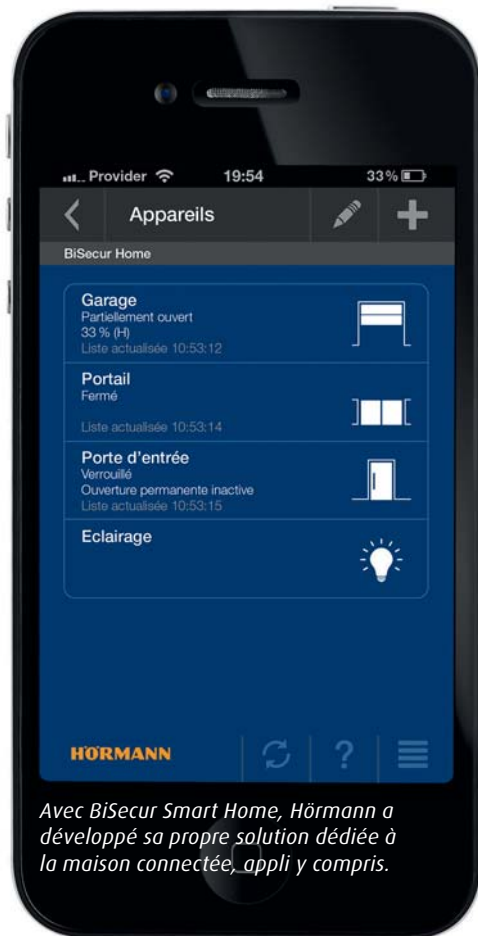 Provider 19:54 33%
Appareils
BiSecur Home
Garage
Partiellement ouvert
33 % (H)
Liste actualisée 10:53:12
Portail
Fermé
Liste actualisée 10:53:14
Porte d'entrée
Verrouillé
Ouverture permanente inactive
Liste actualisée 10:53:15
Eclairage
HÖRMANN
?
Avec BiSecur Smart Home, Hörmann a
développé sa propre solution dédiée à
la maison connectée, appli y compris.